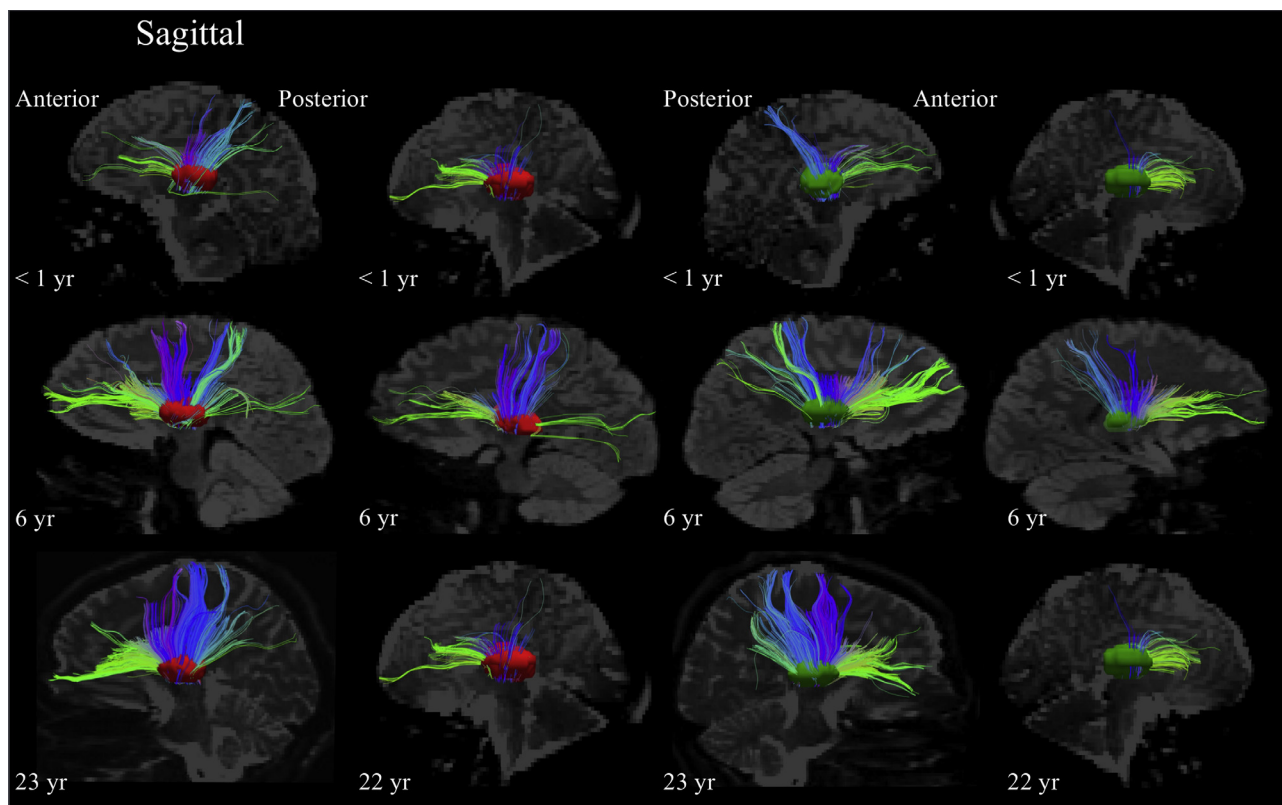 Sagittal
Anterior Posterior Posterior Anterior
< 1 yr < 1 yr < 1 yr < 1 yr
6 yr 6 yr 6 yr 6 yr
23 yr 22 yr 23 yr 22 yr